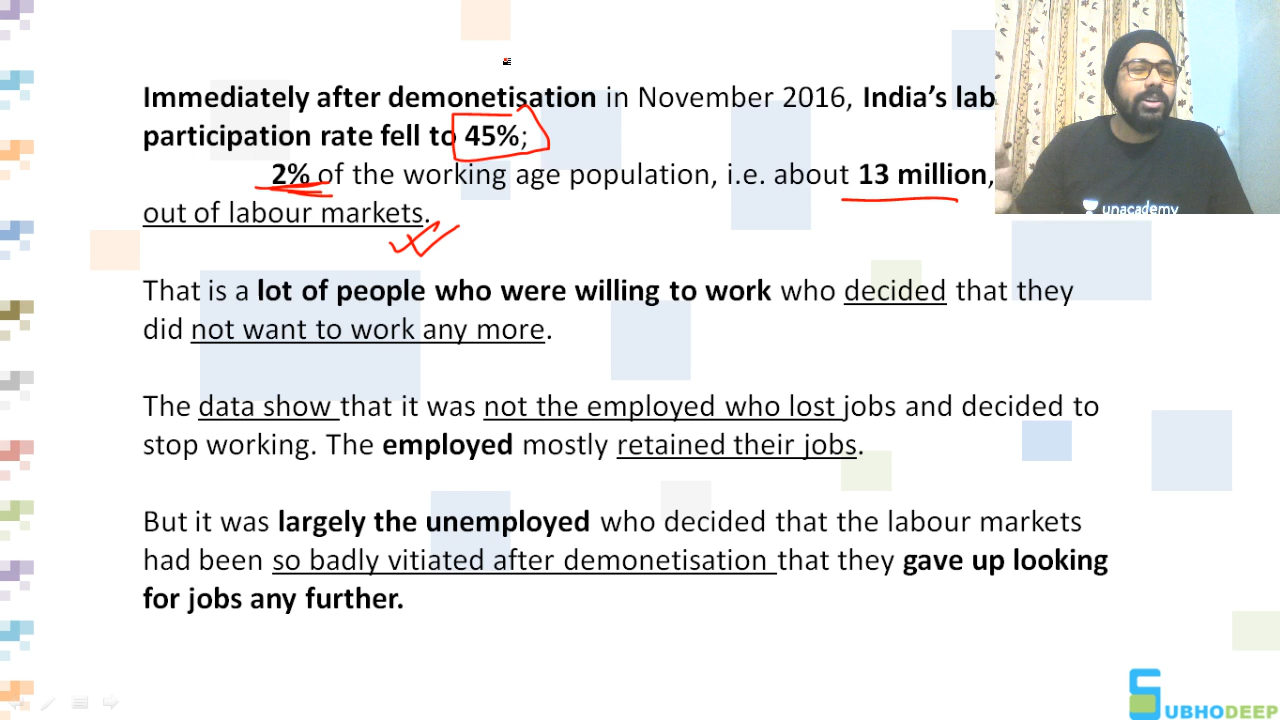 Immediately after demonetisation in November 2016, India's lab
participation rate fell to 45%;
2% of the working age population, i.e. about 13 million,
out of labour markets.
That is a lot of people who were willing to work who decided that they
did not want to work any more.
The data show that it was not the employed who lost jobs and decided to
stop working. The employed mostly retained their jobs.
But it was largely the unemployed who decided that the labour markets
had been so badly vitiated after demonetisation that they gave up looking
for jobs any further.
unacademy
SUBHODEEP